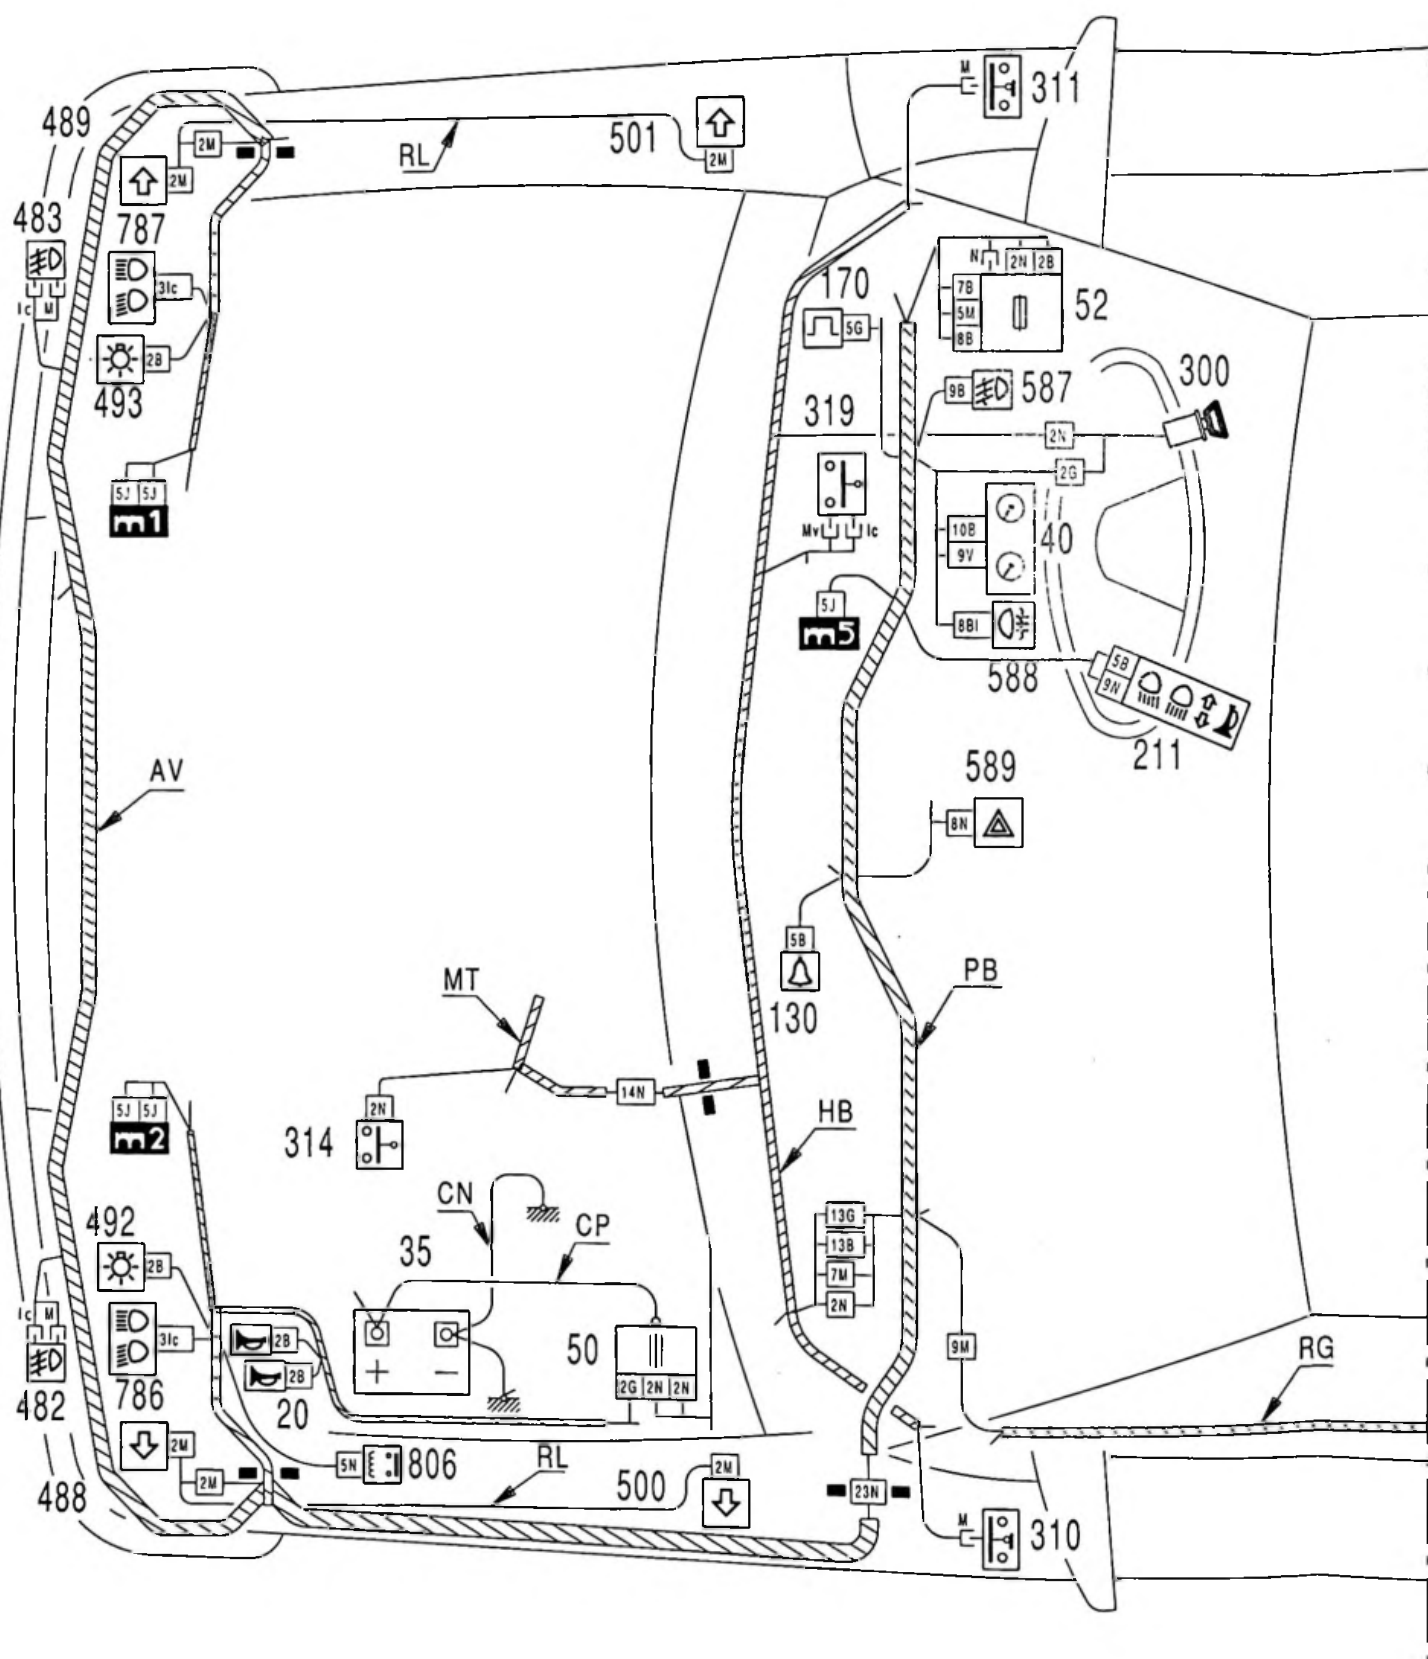 M
311
489
2M
RL
501
2M
2M
483
787
N
2N
2B
7B
5M
8B
52
Ic
M
3Ic
170
5G
2B
493
9B
587
300
319
2N
2G
5J
5J
m1
Mv
Ic
10B
9V
40
5J
m5
8BI
588
5B
9N
211
AV
589
8N
5B
130
MT
PB
14N
5J
5J
m2
2N
314
HB
CN
CP
13G
13B
7M
2N
492
2B
35
Ic
M
3Ic
2B
+
−
50
9M
RG
482
786
2B
20
2G
2N
2N
2M
2M
5N
806
RL
500
2M
488
23N
M
310